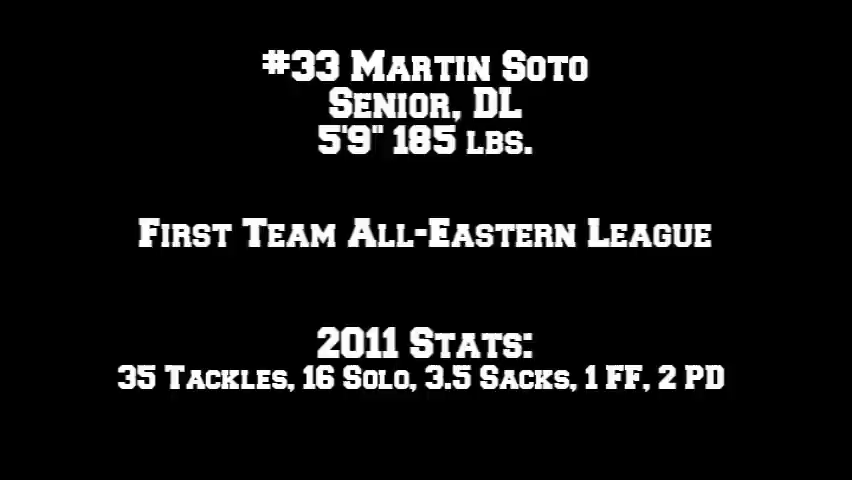 #33 Martin Soto
Senior, DL
5'9" 185 lbs.
First Team All-Eastern League
2011 Stats:
35 Tackles, 16 Solo, 3.5 Sacks, 1 FF, 2 PD